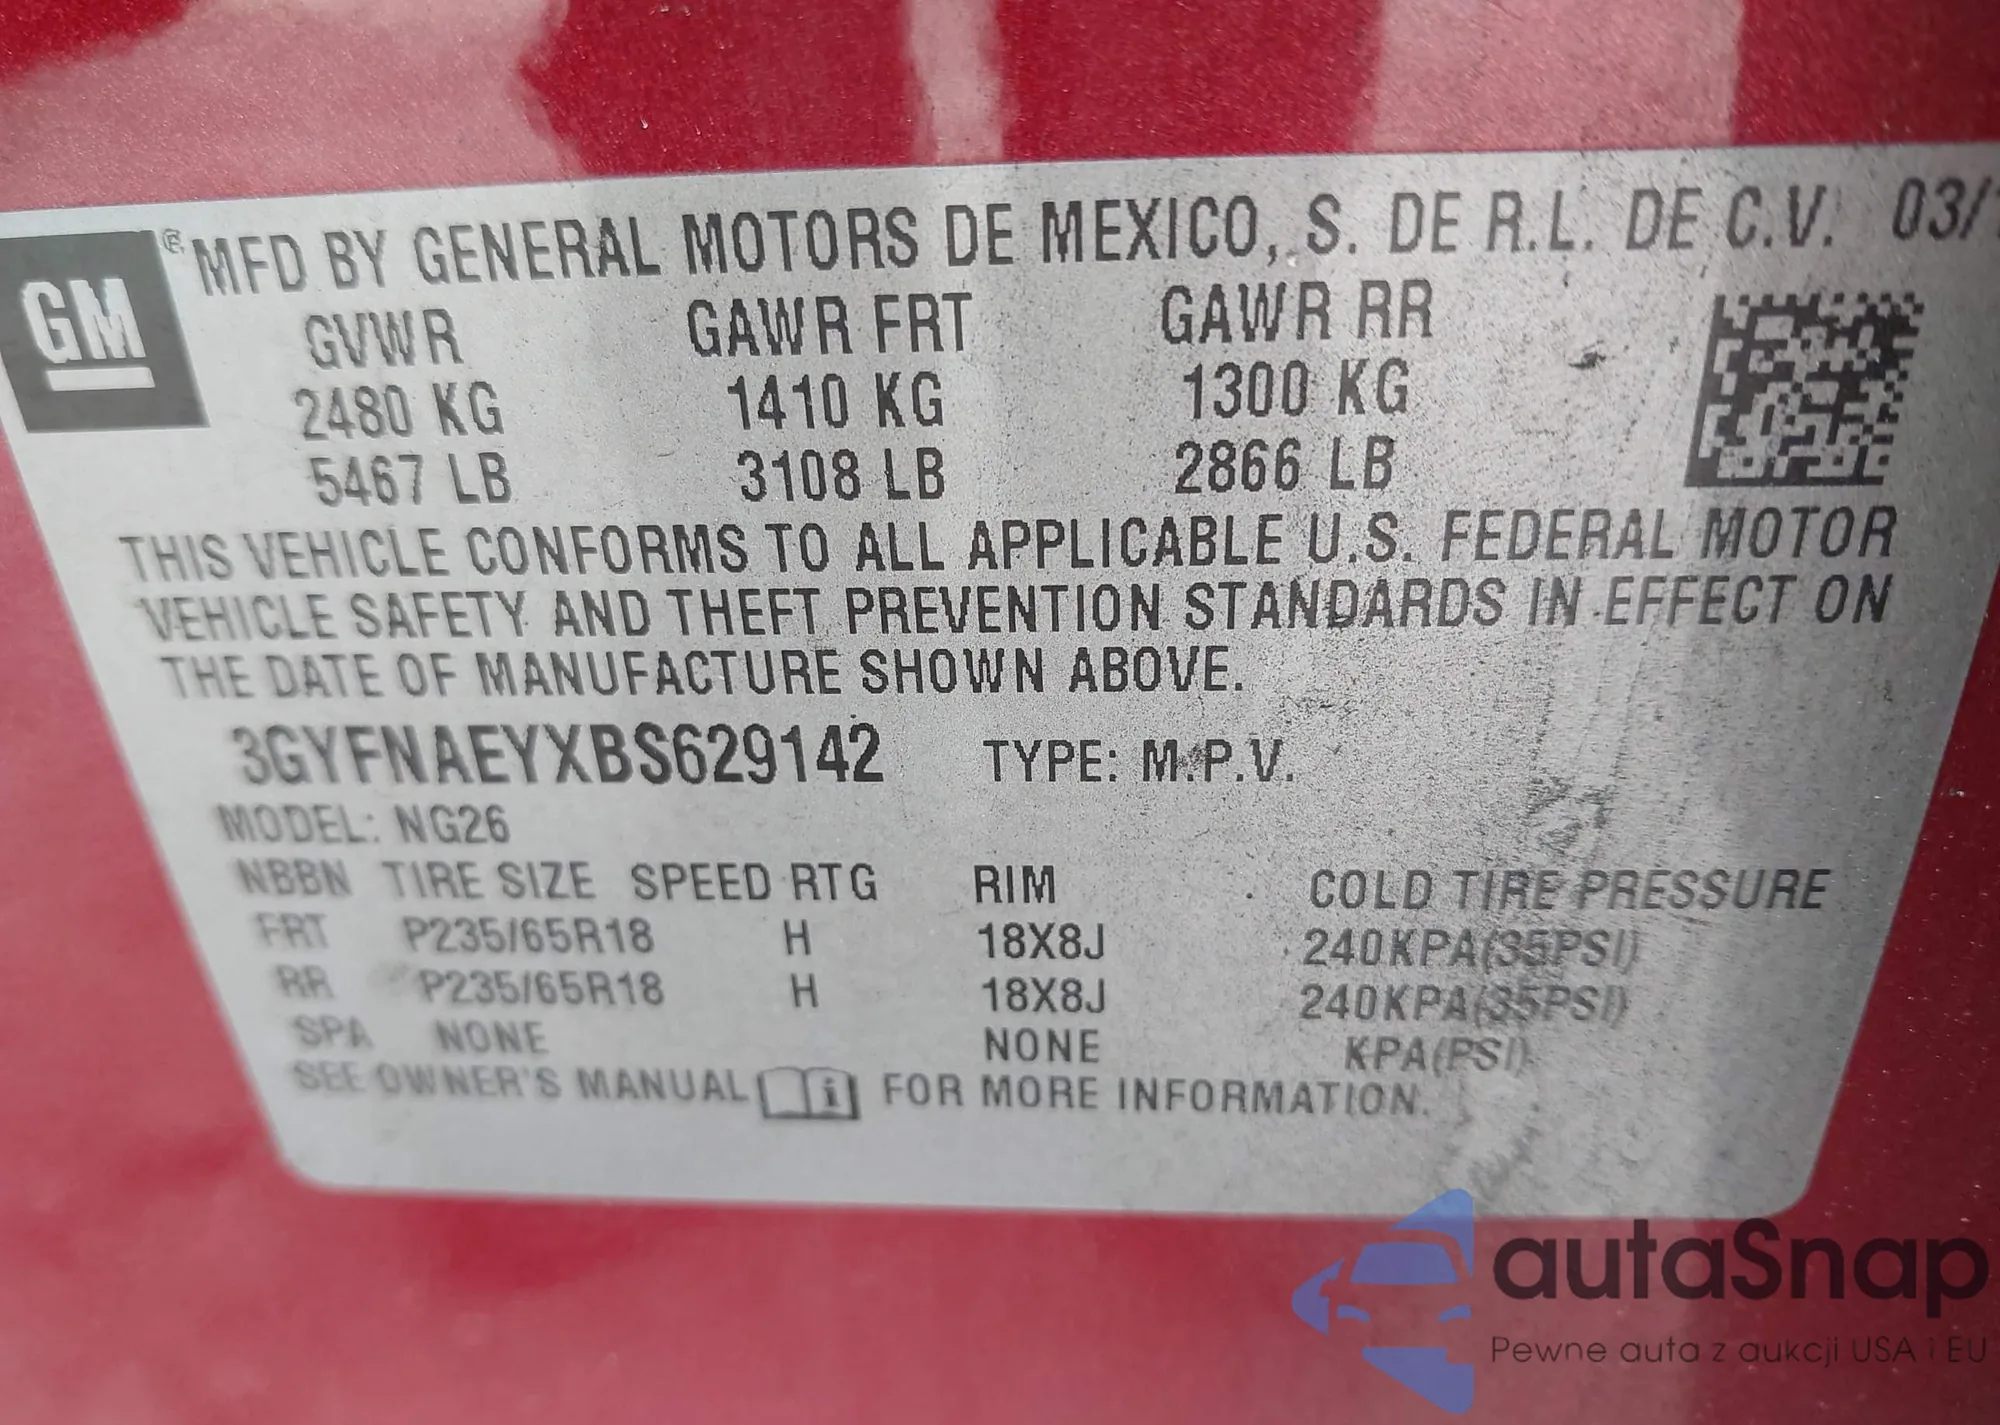 GM
® MFD BY GENERAL MOTORS DE MEXICO, S. DE R.L. DE C.V. 03/1
GVWR GAWR FRT GAWR RR
2480 KG 1410 KG 1300 KG
5467 LB 3108 LB 2866 LB
THIS VEHICLE CONFORMS TO ALL APPLICABLE U.S. FEDERAL MOTOR
VEHICLE SAFETY AND THEFT PREVENTION STANDARDS IN EFFECT ON
THE DATE OF MANUFACTURE SHOWN ABOVE.
3GYFNAEYXBS629142 TYPE: M.P.V.
MODEL: NG26
NBBN TIRE SIZE SPEED RTG RIM COLD TIRE PRESSURE
FRT P235/65R18 H 18X8J 240KPA(35PSI)
RR P235/65R18 H 18X8J 240KPA(35PSI)
SPA NONE NONE KPA(PSI)
SEE OWNER'S MANUAL i FOR MORE INFORMATION.
autaSnap
Pewne auta z aukcji USA i EU